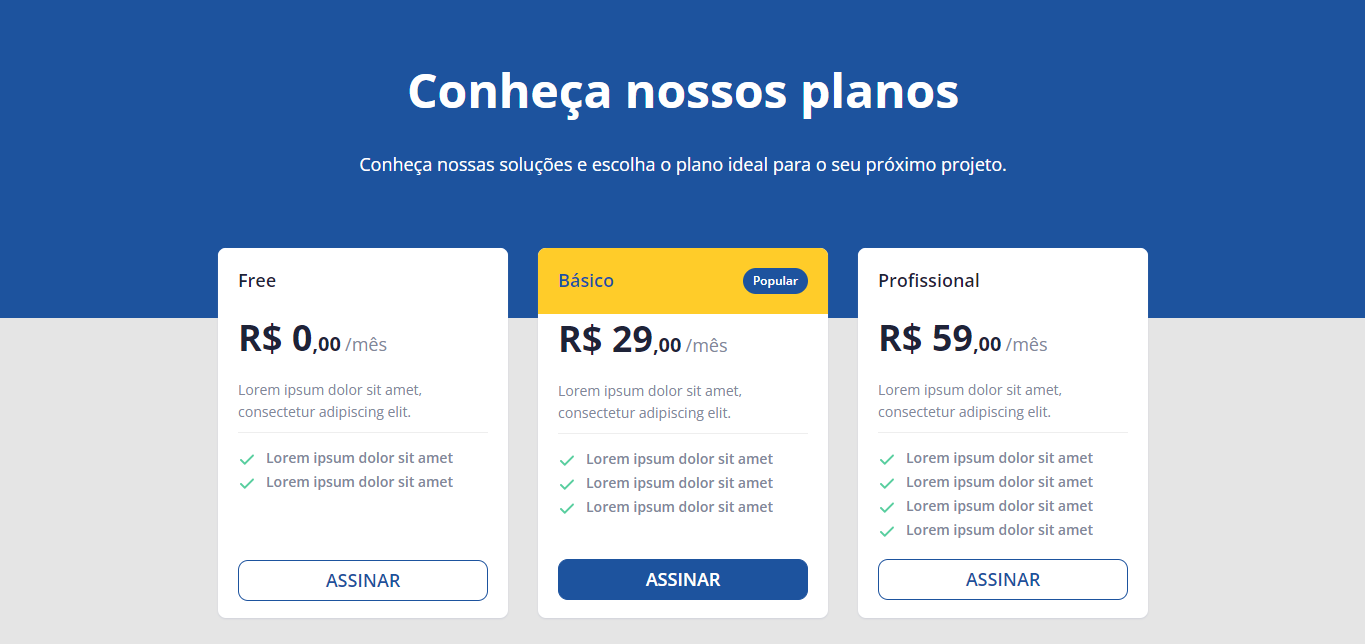 Conheça nossos planos
Conheça nossas soluções e escolha o plano ideal para o seu próximo projeto.
Free
R$ 0,00 /mês
Lorem ipsum dolor sit amet,
consectetur adipiscing elit.
Lorem ipsum dolor sit amet
Lorem ipsum dolor sit amet
ASSINAR
Básico
Popular
R$ 29,00 /mês
Lorem ipsum dolor sit amet,
consectetur adipiscing elit.
Lorem ipsum dolor sit amet
Lorem ipsum dolor sit amet
Lorem ipsum dolor sit amet
ASSINAR
Profissional
R$ 59,00 /mês
Lorem ipsum dolor sit amet,
consectetur adipiscing elit.
Lorem ipsum dolor sit amet
Lorem ipsum dolor sit amet
Lorem ipsum dolor sit amet
Lorem ipsum dolor sit amet
ASSINAR